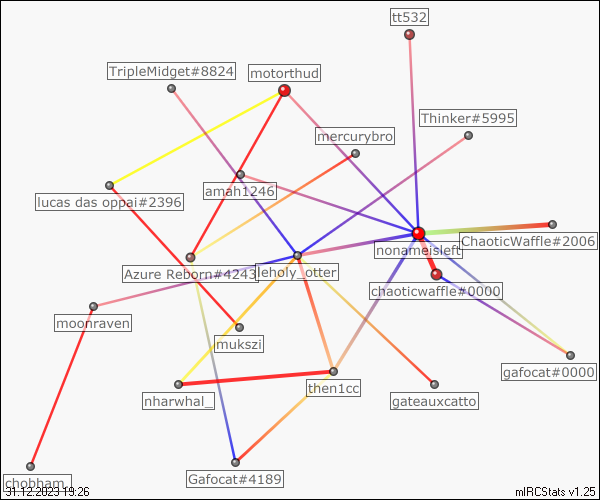 tt532
TripleMidget#8824
motorthud
Thinker#5995
mercurybro
amah1246
lucas das oppai#2396
ChaoticWaffle#2006
nonameisleft
Azure Reborn#4243
leholy_otter
chaoticwaffle#0000
moonraven
mukszi
gafocat#0000
then1cc
nharwhal_
gateauxcatto
Gafocat#4189
chobham_
31.12.2023 19:26
mIRCStats v1.25